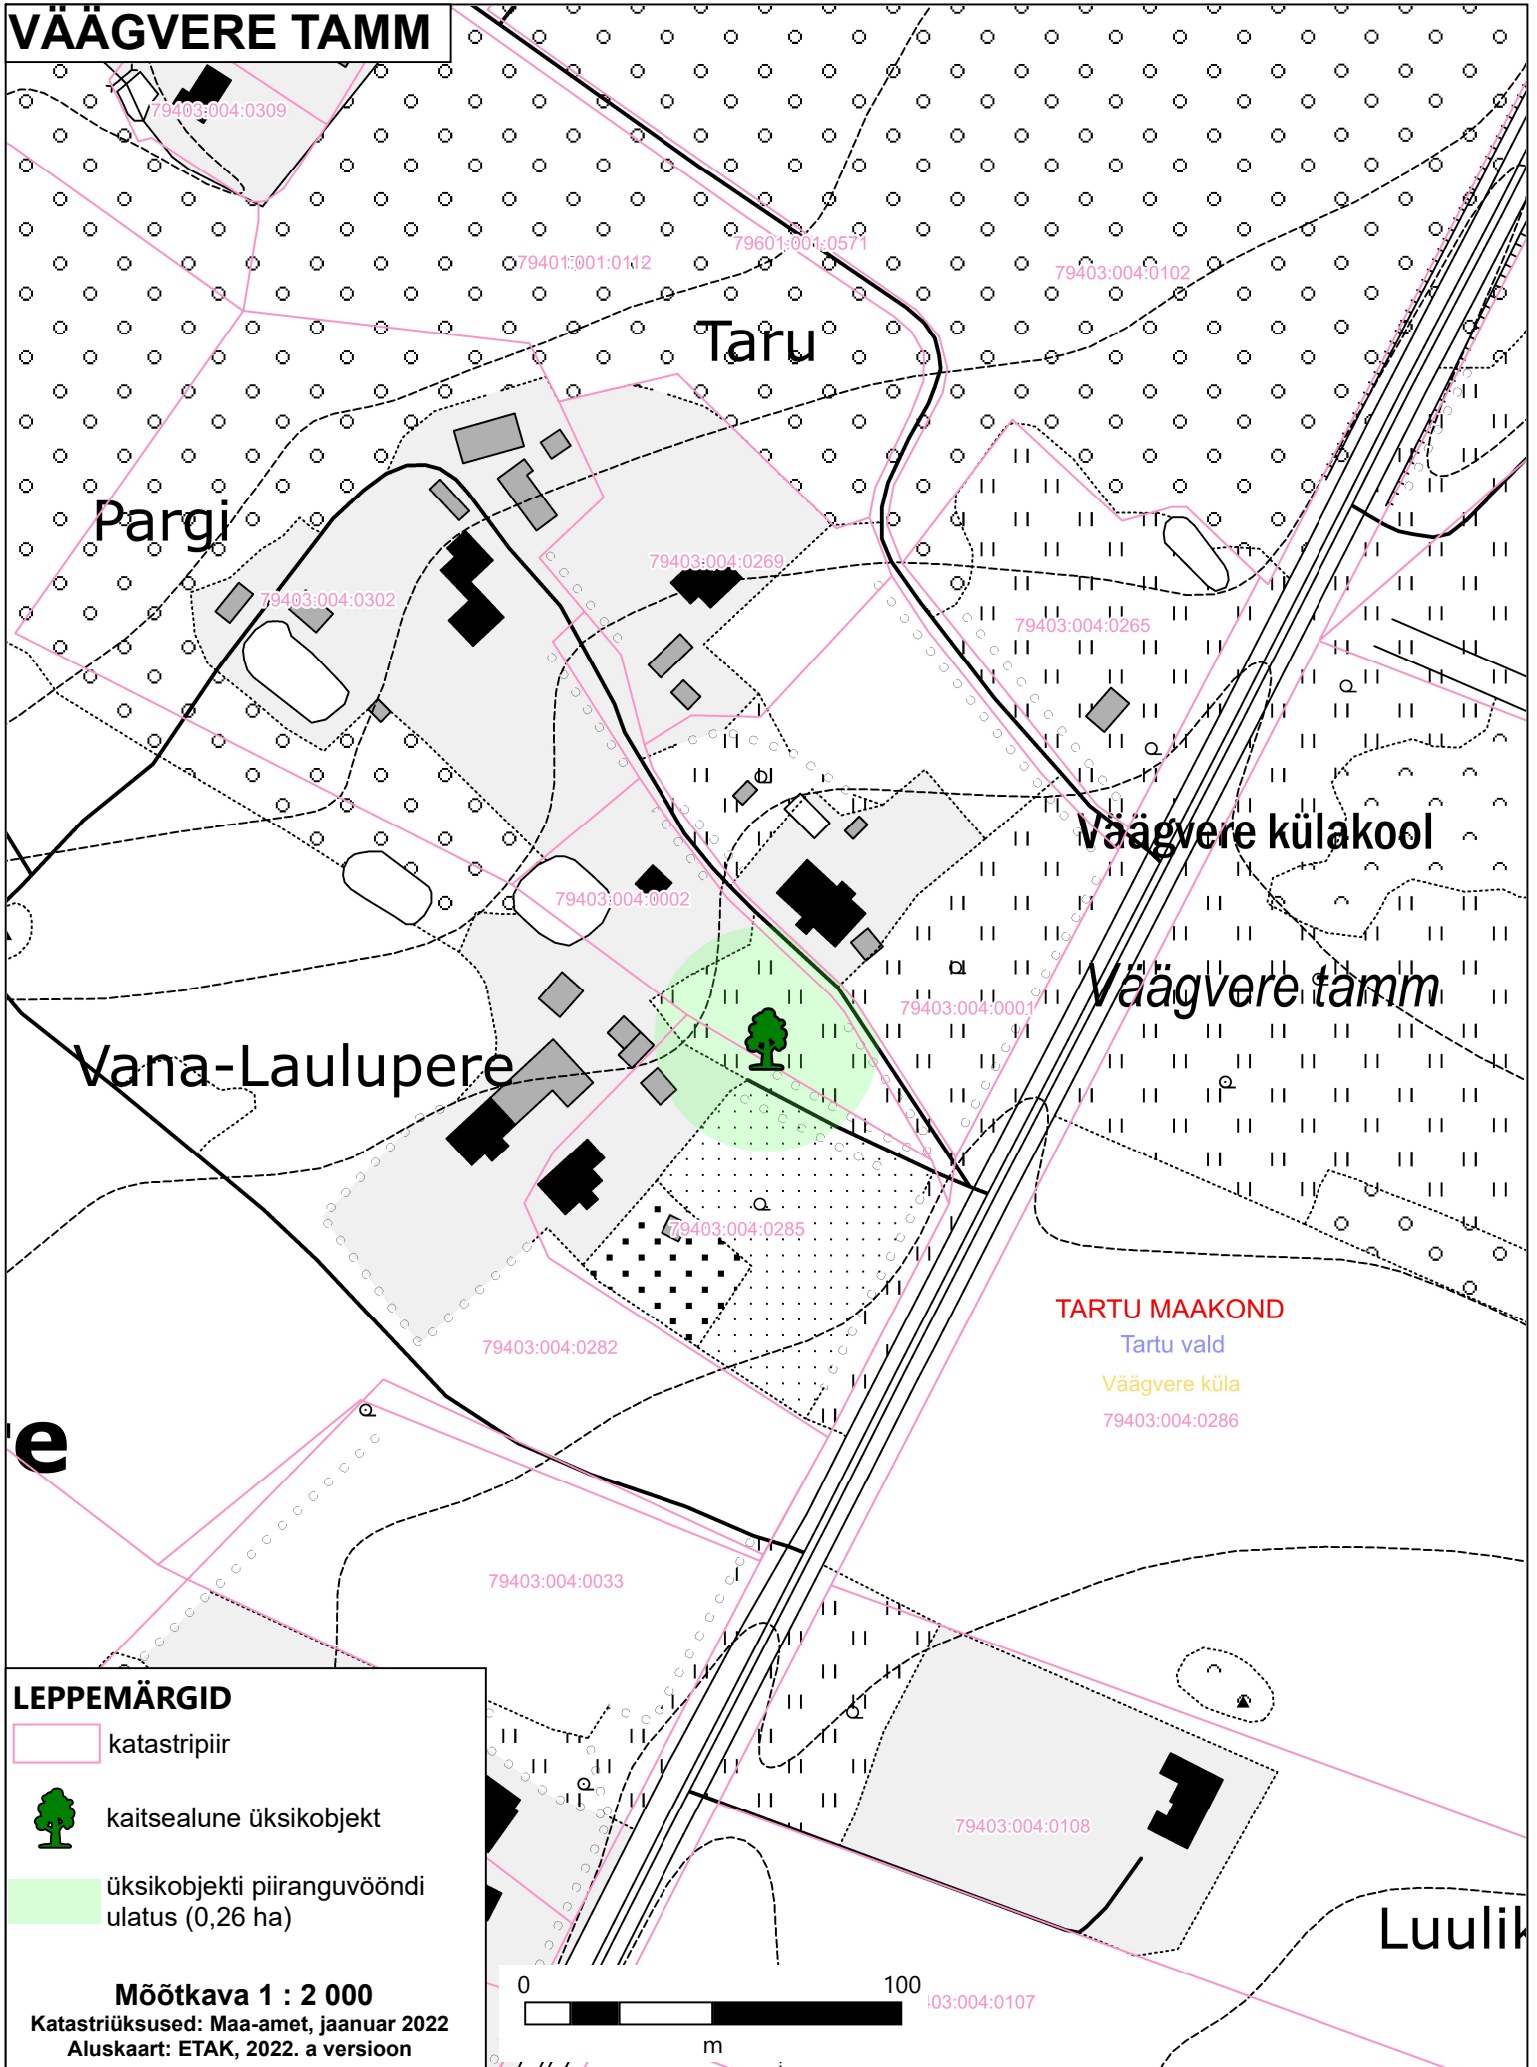 VÄÄGVERE TAMM
79403:004:0309
79601:001:0571
79401:001:0112
79403:004:0102
Taru
Pargi
79403:004:0269
79403:004:0302
79403:004:0265
Väägvere külakool
79403:004:0002
Väägvere tamm
79403:004:0001
Vana-Laulupere
79403:004:0285
TARTU MAAKOND
Tartu vald
79403:004:0282
Väägvere küla
79403:004:0286
e
79403:004:0033
LEPPEMÄRGID
katastripiir
kaitsealune üksikobjekt
üksikobjekti piiranguvööndi
ulatus (0,26 ha)
79403:004:0108
Luulik
Mõõtkava 1 : 2 000
Katastriüksused: Maa-amet, jaanuar 2022
Aluskaart: ETAK, 2022. a versioon
0 100
m
403:004:0107